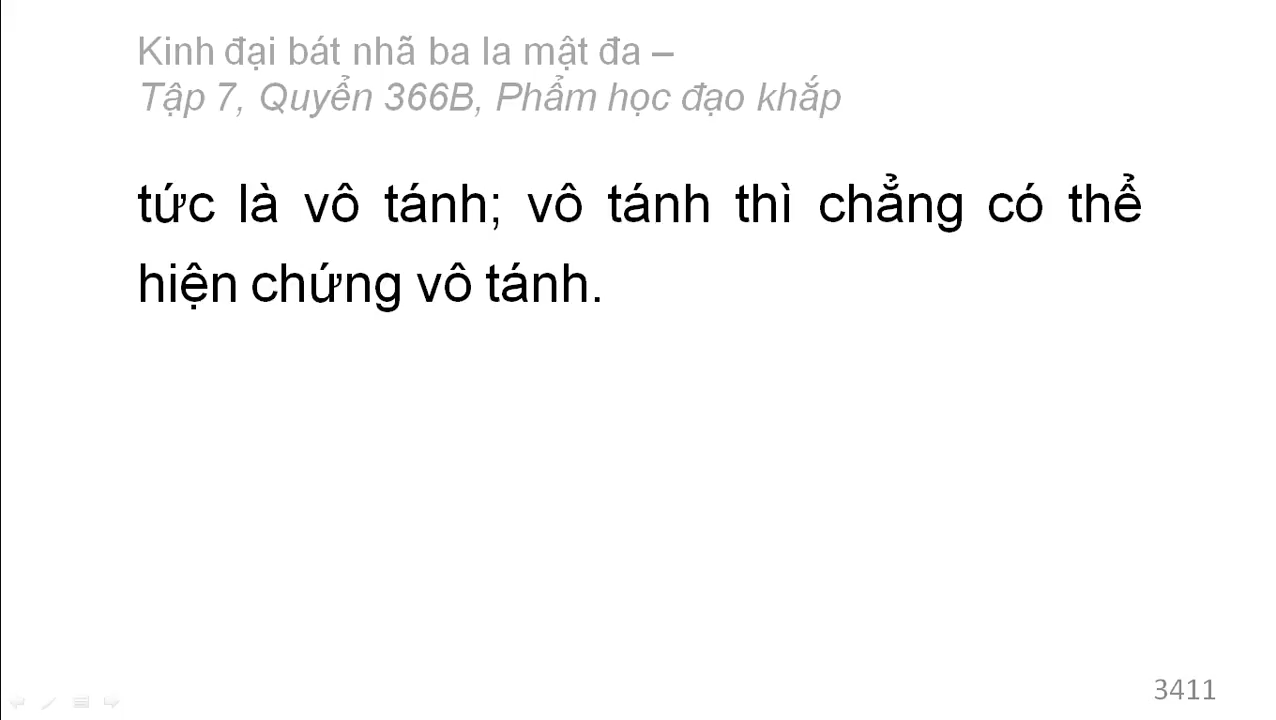 Kinh đại bát nhã ba la mật đa –
Tập 7, Quyển 366B, Phẩm học đạo khắp
tức là vô tánh; vô tánh thì chẳng có thể
hiện chứng vô tánh.
3411